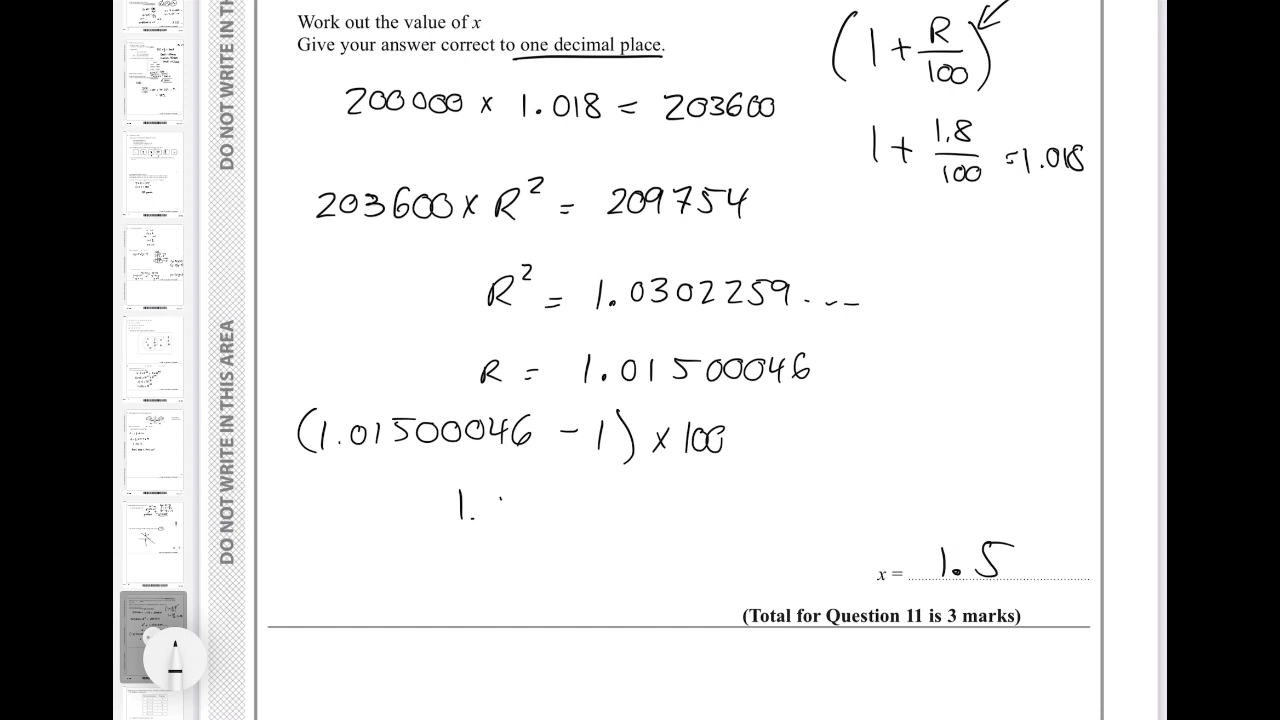 Work out the value of x
Give your answer correct to one decimal place.
(1 + R/100)
200000 × 1.018 = 203600
1 + 1.8/100 = 1.018
203600 × R² = 209754
R² = 1.0302259...
R = 1.01500046
(1.01500046 - 1) × 100
1.
x = 1.5
(Total for Question 11 is 3 marks)
DO NOT WRITE IN TH
DO NOT WRITE IN THIS AREA